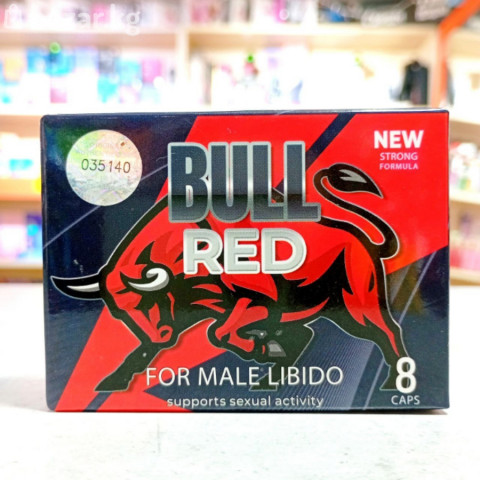 035140
BULL
RED
NEW
STRONG
FORMULA
FOR MALE LIBIDO
supports sexual activity
8
CAPS